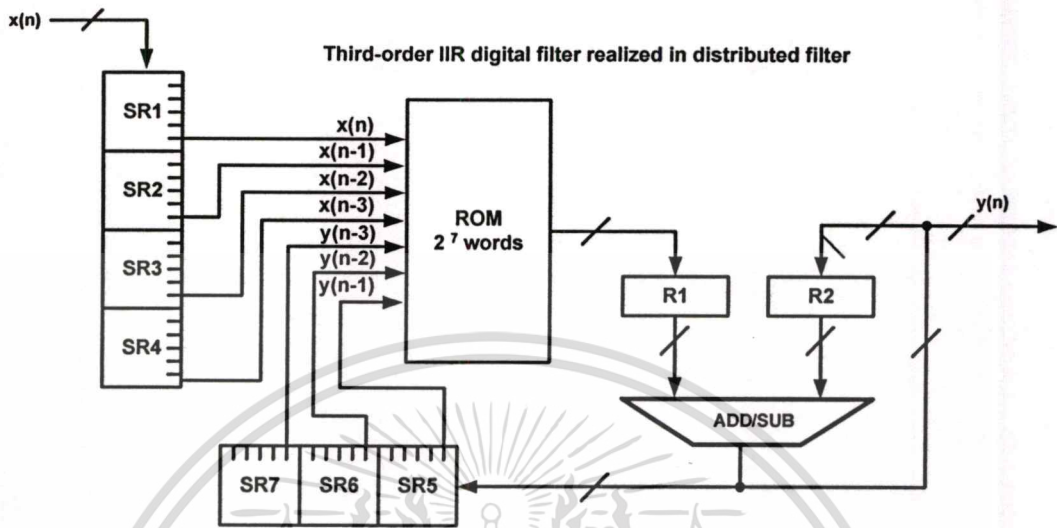 x(n)
Third-order IIR digital filter realized in distributed filter
SR1
SR2
SR3
SR4
x(n)
x(n-1)
x(n-2)
x(n-3)
y(n-3)
y(n-2)
y(n-1)
ROM
2 ⁷ words
y(n)
R1
R2
ADD/SUB
SR7
SR6
SR5